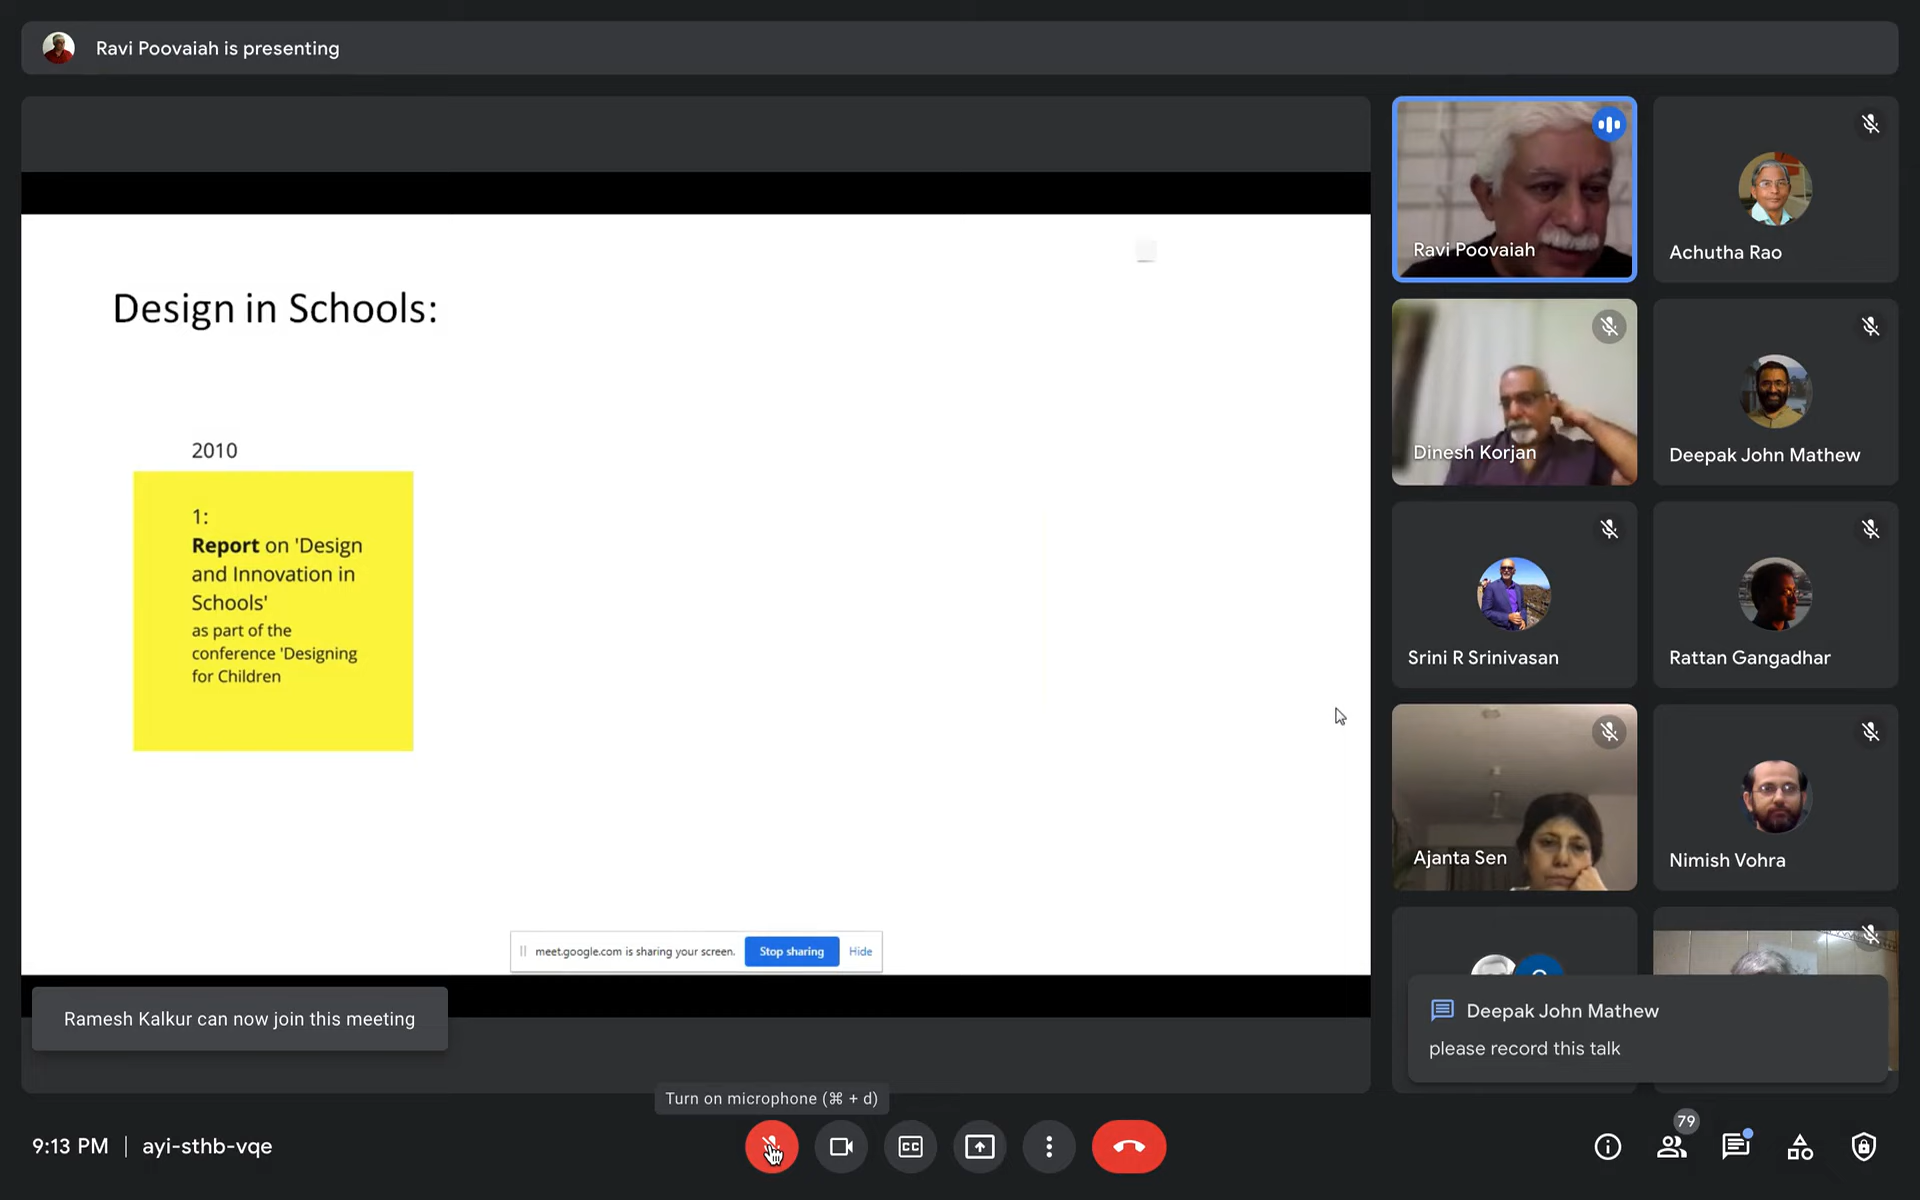 Ravi Poovaiah is presenting
Design in Schools:
2010
1:
Report on 'Design
and Innovation in
Schools'
as part of the
conference 'Designing
for Children
meet.google.com is sharing your screen.
Stop sharing
Hide
Ramesh Kalkur can now join this meeting
Ravi Poovaiah
Achutha Rao
Dinesh Korjan
Deepak John Mathew
Srini R Srinivasan
Rattan Gangadhar
Ajanta Sen
Nimish Vohra
Deepak John Mathew
please record this talk
Turn on microphone (⌘ + d)
9:13 PM | ayi-sthb-vqe
CC
79